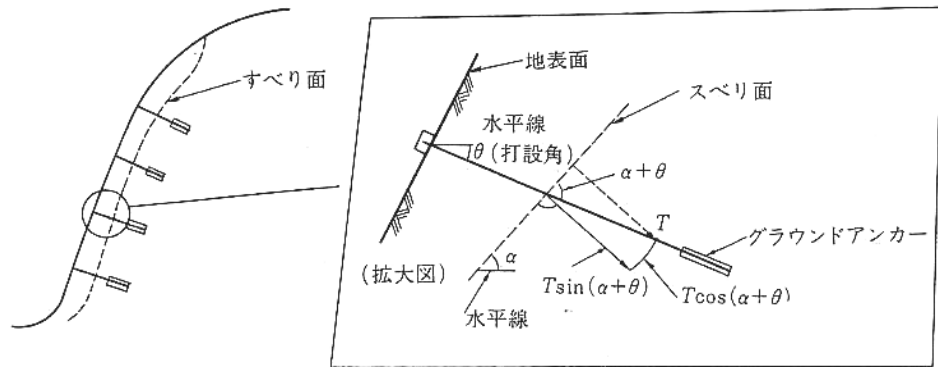 すべり面
地表面
スベリ面
水平線
θ(打設角)
α+θ
T
グラウンドアンカー
α
(拡大図)
Tsin(α+θ)
Tcos(α+θ)
水平線